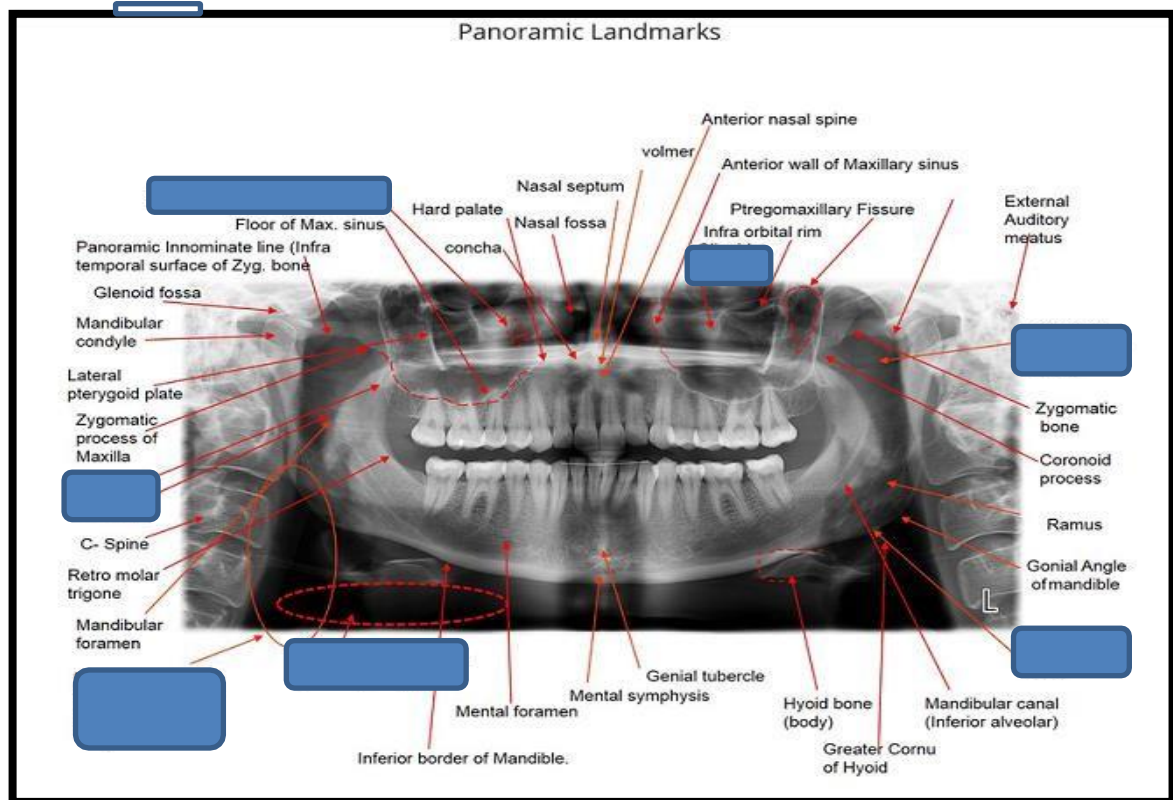 Panoramic Landmarks
Anterior nasal spine
volmer
Anterior wall of Maxillary sinus
Nasal septum
Hard palate
Nasal fossa
Ptregomaxillary Fissure
External
Auditory
meatus
Floor of Max. sinus
Infra orbital rim
concha
Panoramic Innominate line (Infra
temporal surface of Zyg. bone
Glenoid fossa
Mandibular
condyle
Lateral
pterygoid plate
Zygomatic
process of
Maxilla
Zygomatic
bone
Coronoid
process
C- Spine
Ramus
Retro molar
trigone
Gonial Angle
of mandible
L
Mandibular
foramen
Genial tubercle
Mental symphysis
Mental foramen
Hyoid bone
(body)
Mandibular canal
(Inferior alveolar)
Inferior border of Mandible.
Greater Cornu
of Hyoid